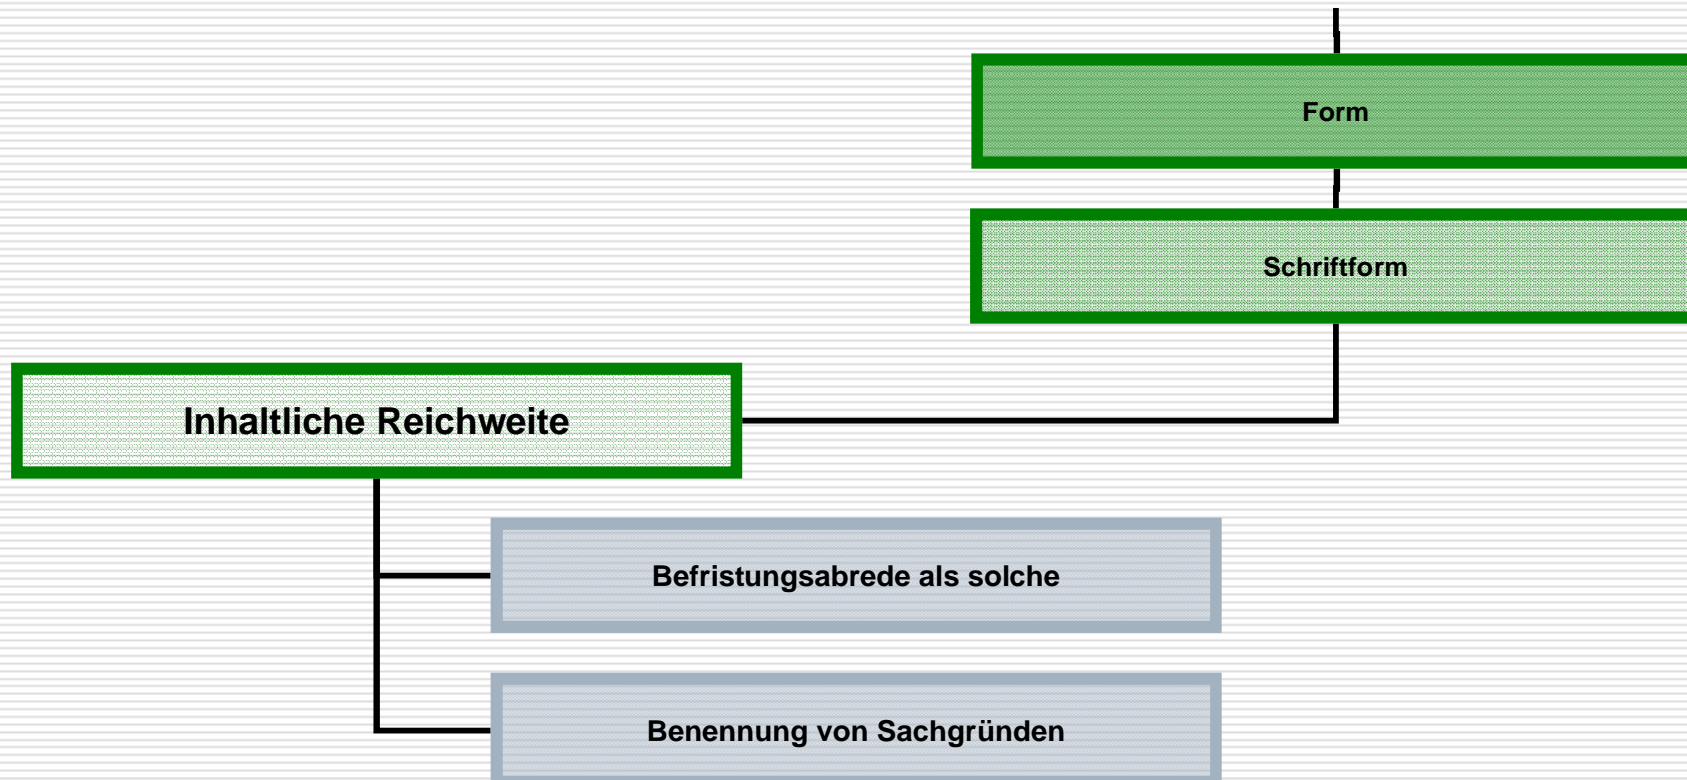 Form
Schriftform
Inhaltliche Reichweite
Befristungsabrede als solche
Benennung von Sachgründen